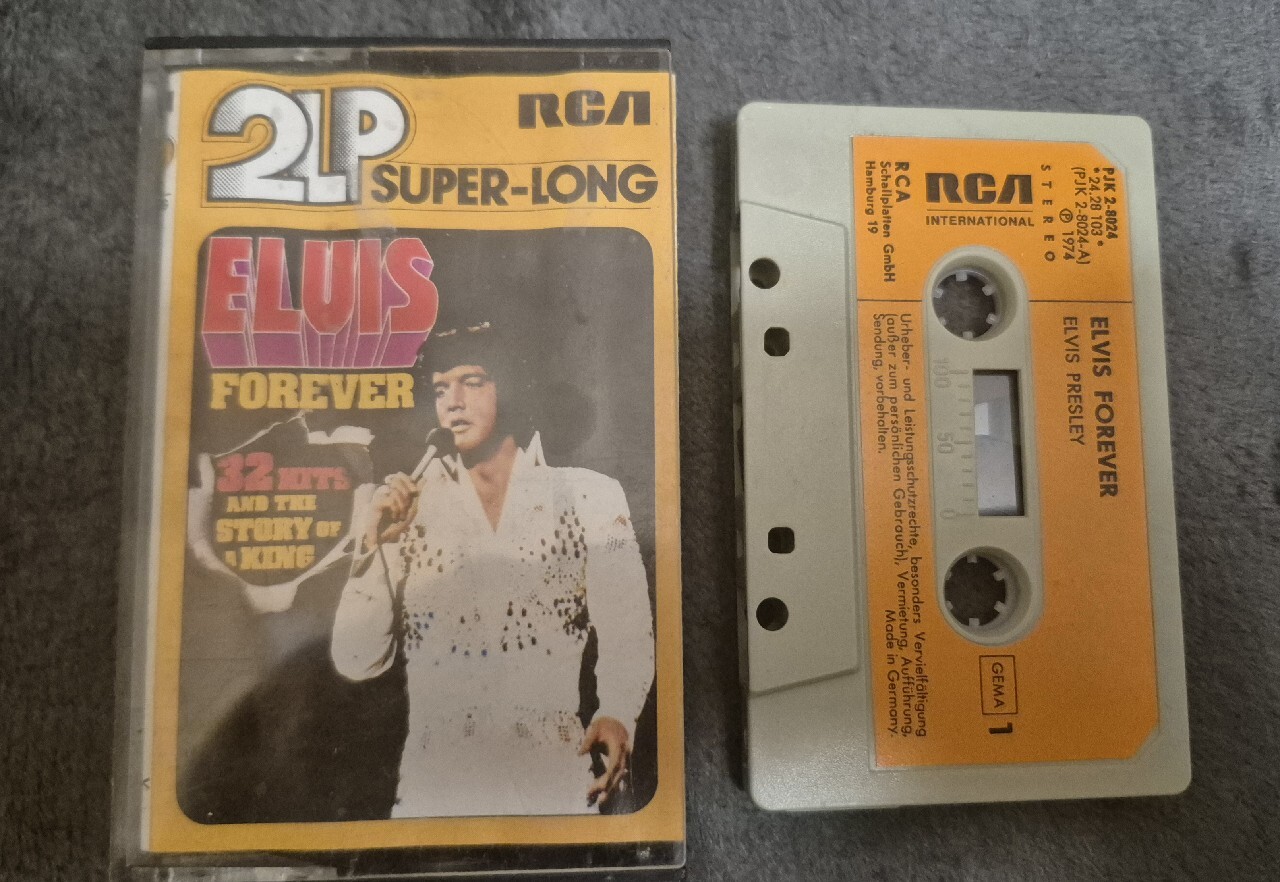 2LP
RCA
SUPER-LONG
ELVIS
FOREVER
32 HITS
AND THE
STORY OF
A KING
RCA
INTERNATIONAL
RCA
Schallplatten GmbH
Hamburg 19
PJK 2-8024
* 24.28 103 *
(PJK 2-8024-A)
℗ 1974
STEREO
ELVIS FOREVER
ELVIS PRESLEY
100 50 0
Urheber- und Leistungsschutzrechte, besonders Vervielfältigung
(außer zum persönlichen Gebrauch), Vermietung, Aufführung,
Sendung, vorbehalten.
Made in Germany.
GEMA
1